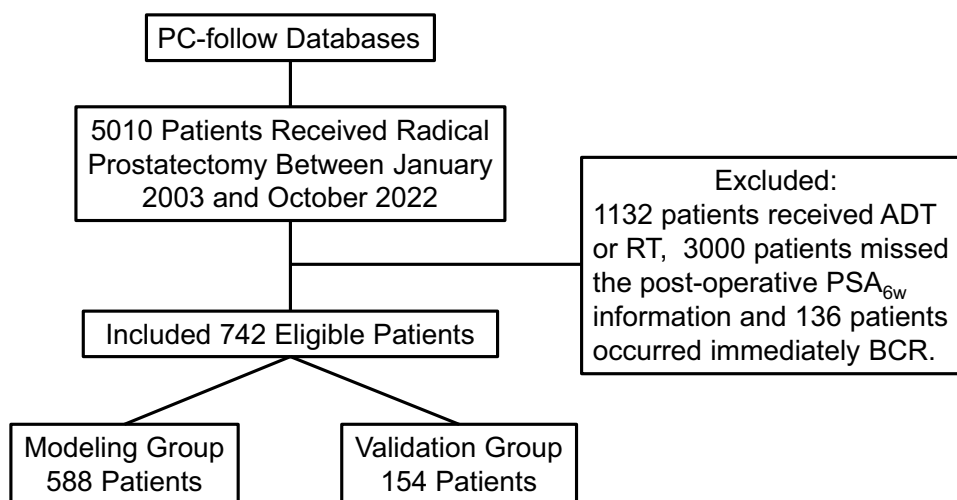 PC-follow Databases
5010 Patients Received Radical
Prostatectomy Between January
2003 and October 2022
Excluded:
1132 patients received ADT
or RT, 3000 patients missed
the post-operative PSA6w
information and 136 patients
occurred immediately BCR.
Included 742 Eligible Patients
Modeling Group
588 Patients
Validation Group
154 Patients